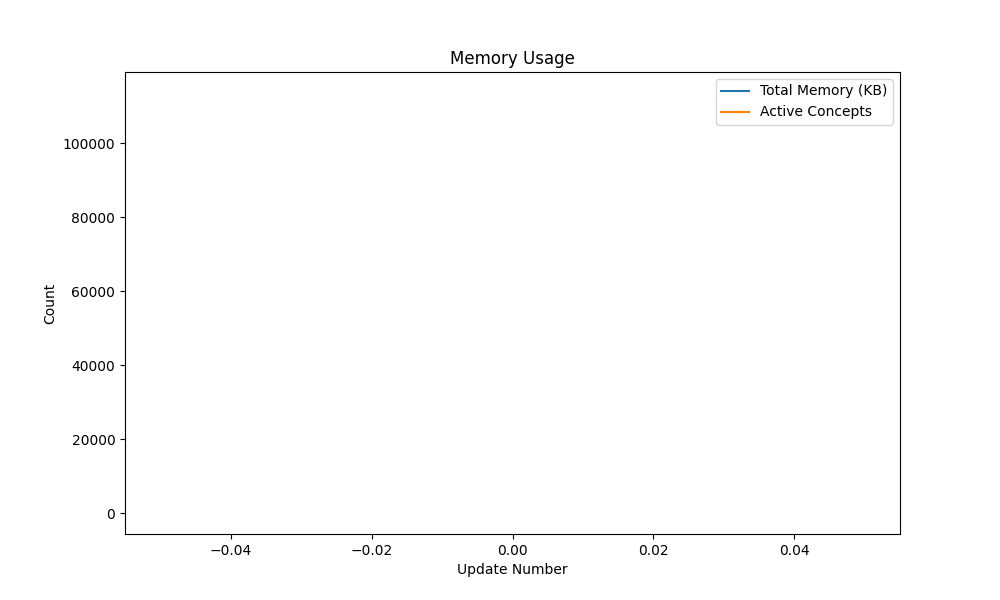 Memory Usage
Total Memory (KB)
Active Concepts
100000
80000
60000
40000
20000
0
Count
−0.04
−0.02
0.00
0.02
0.04
Update Number